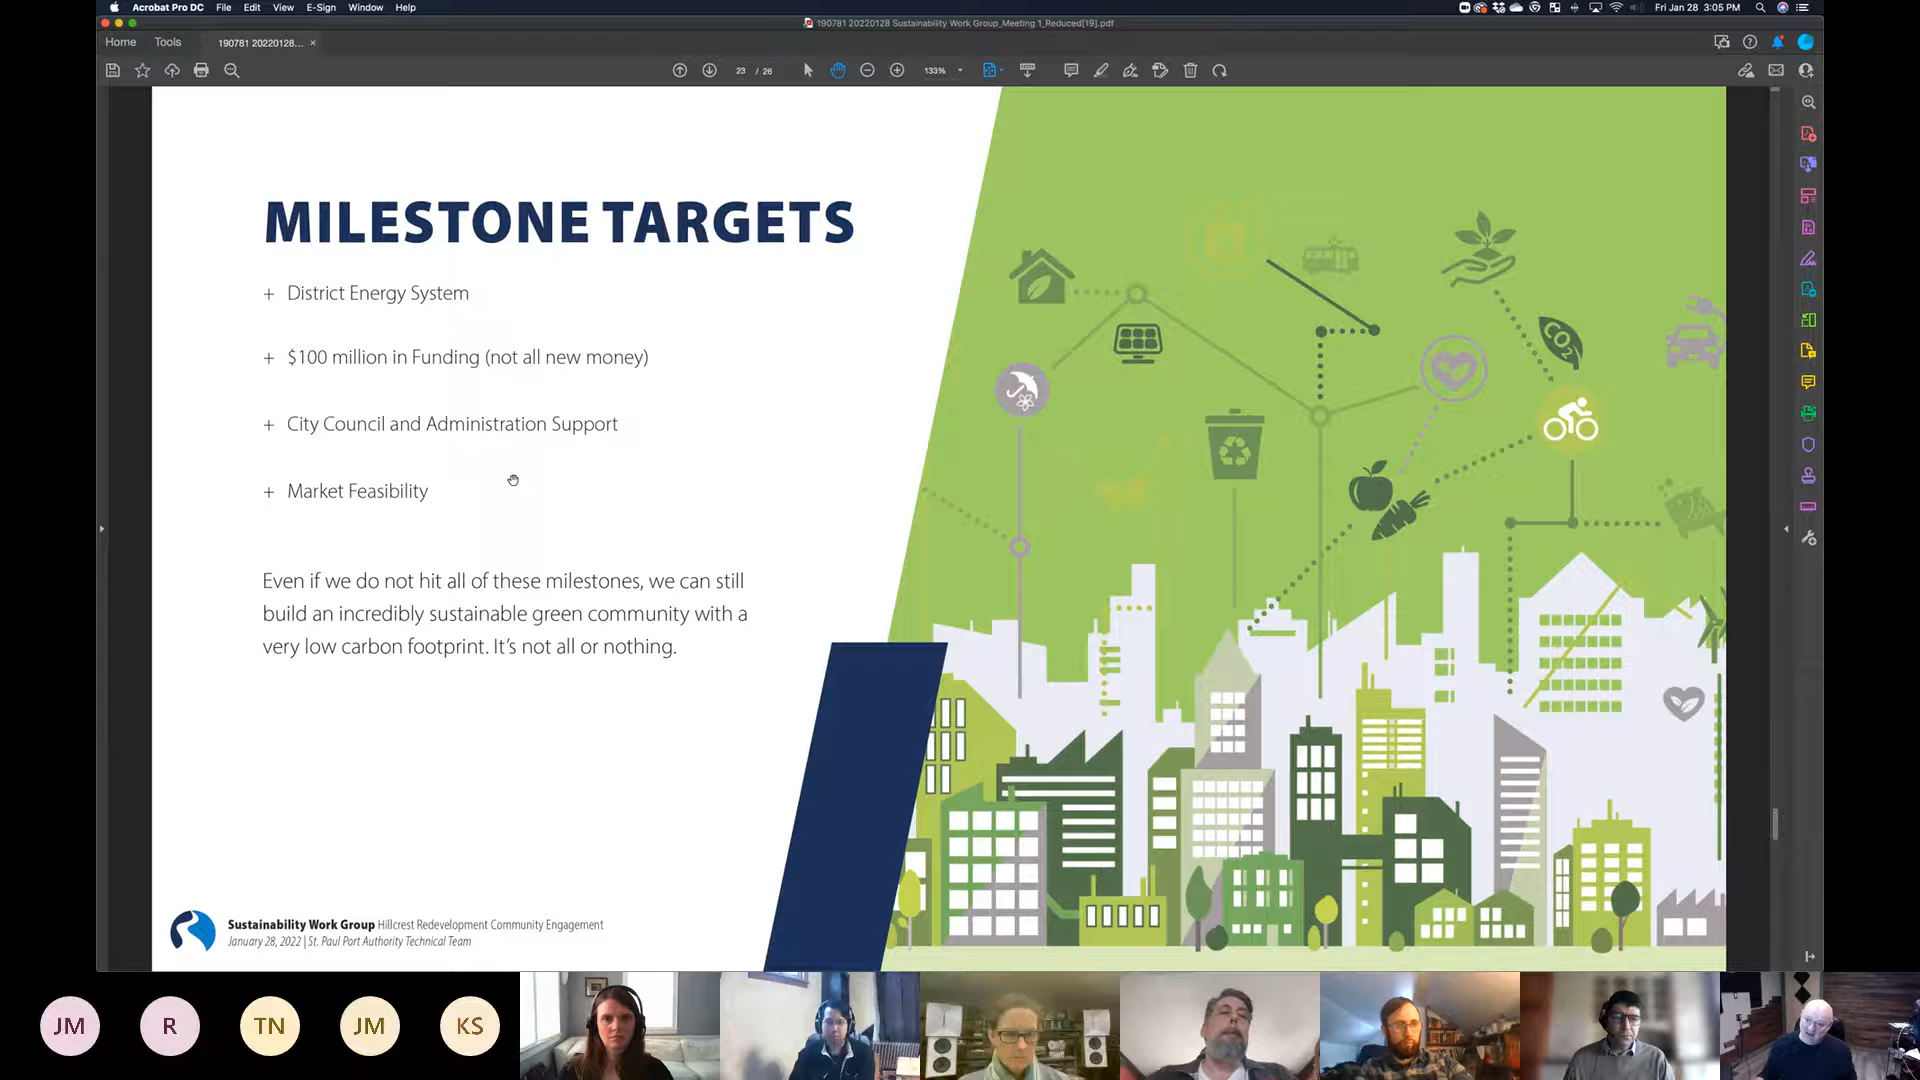 Acrobat Pro DC File Edit View E-Sign Window Help
Fri Jan 28 3:05 PM
190781 20220128 Sustainability Work Group_Meeting 1_Reduced[19].pdf
Home Tools 190781 20220128... ×
23 / 26
133%
MILESTONE TARGETS
+ District Energy System
+ $100 million in Funding (not all new money)
+ City Council and Administration Support
+ Market Feasibility
Even if we do not hit all of these milestones, we can still
build an incredibly sustainable green community with a
very low carbon footprint. It's not all or nothing.
CO2
Sustainability Work Group Hillcrest Redevelopment Community Engagement
January 28, 2022 | St. Paul Port Authority Technical Team
JM R TN JM KS